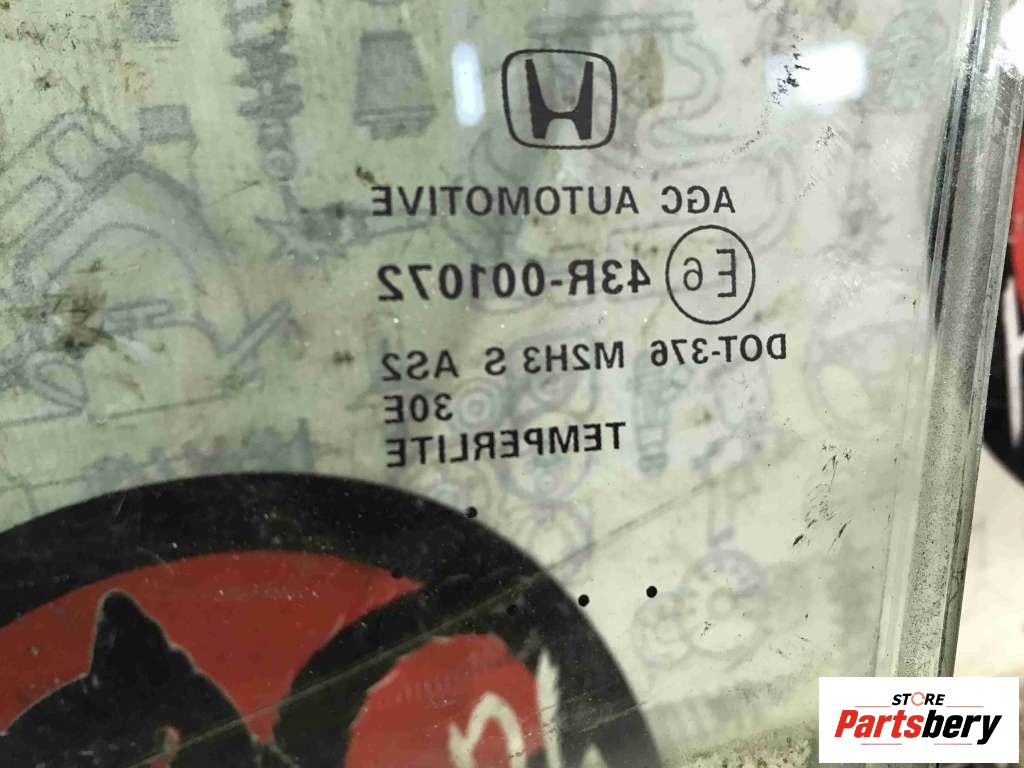 AGC AUTOMOTIVE
E6 43R-001072
DOT-376 M2H3 S AS2
30E
TEMPERLITE
STORE
Partsbery